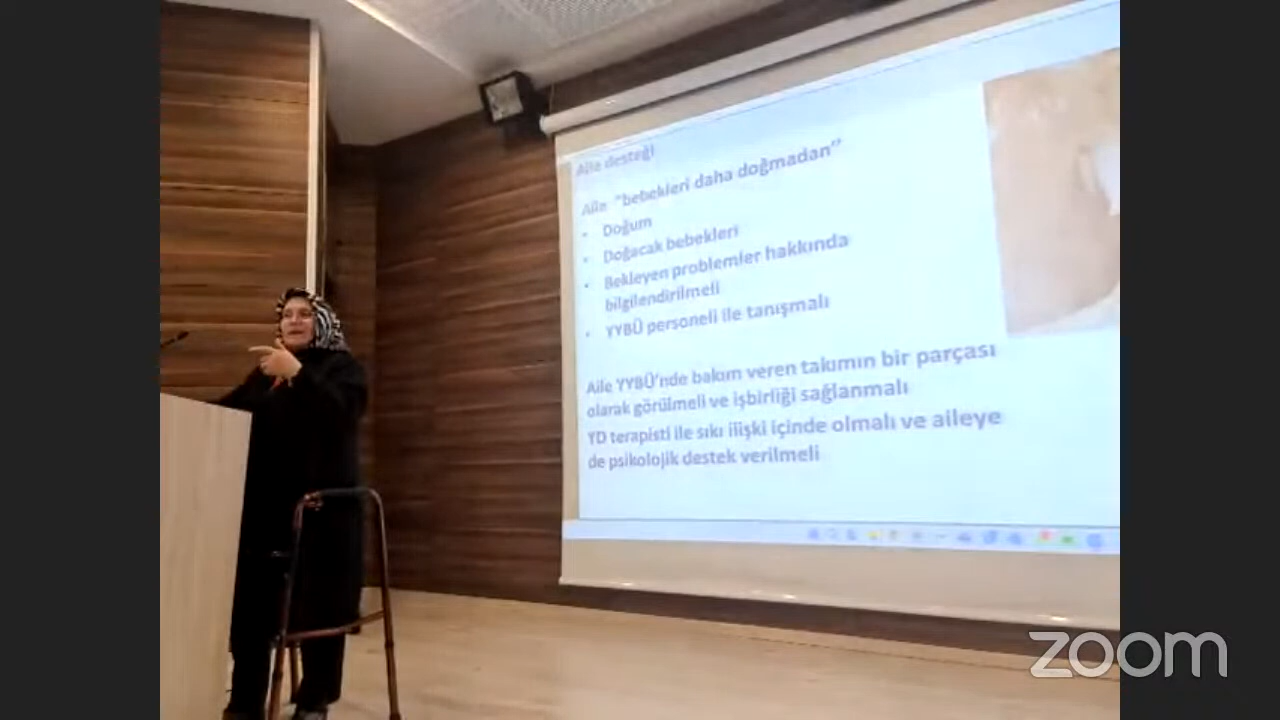 Aile desteği
Aile "bebekleri daha doğmadan"
• Doğum
• Doğacak bebekleri
• Bekleyen problemler hakkında
bilgilendirilmeli
• YYBÜ personeli ile tanışmalı
Aile YYBÜ'nde bakım veren takımın bir parçası
olarak görülmeli ve işbirliği sağlanmalı
YD terapisti ile sıkı ilişki içinde olmalı ve aileye
de psikolojik destek verilmeli
zoom